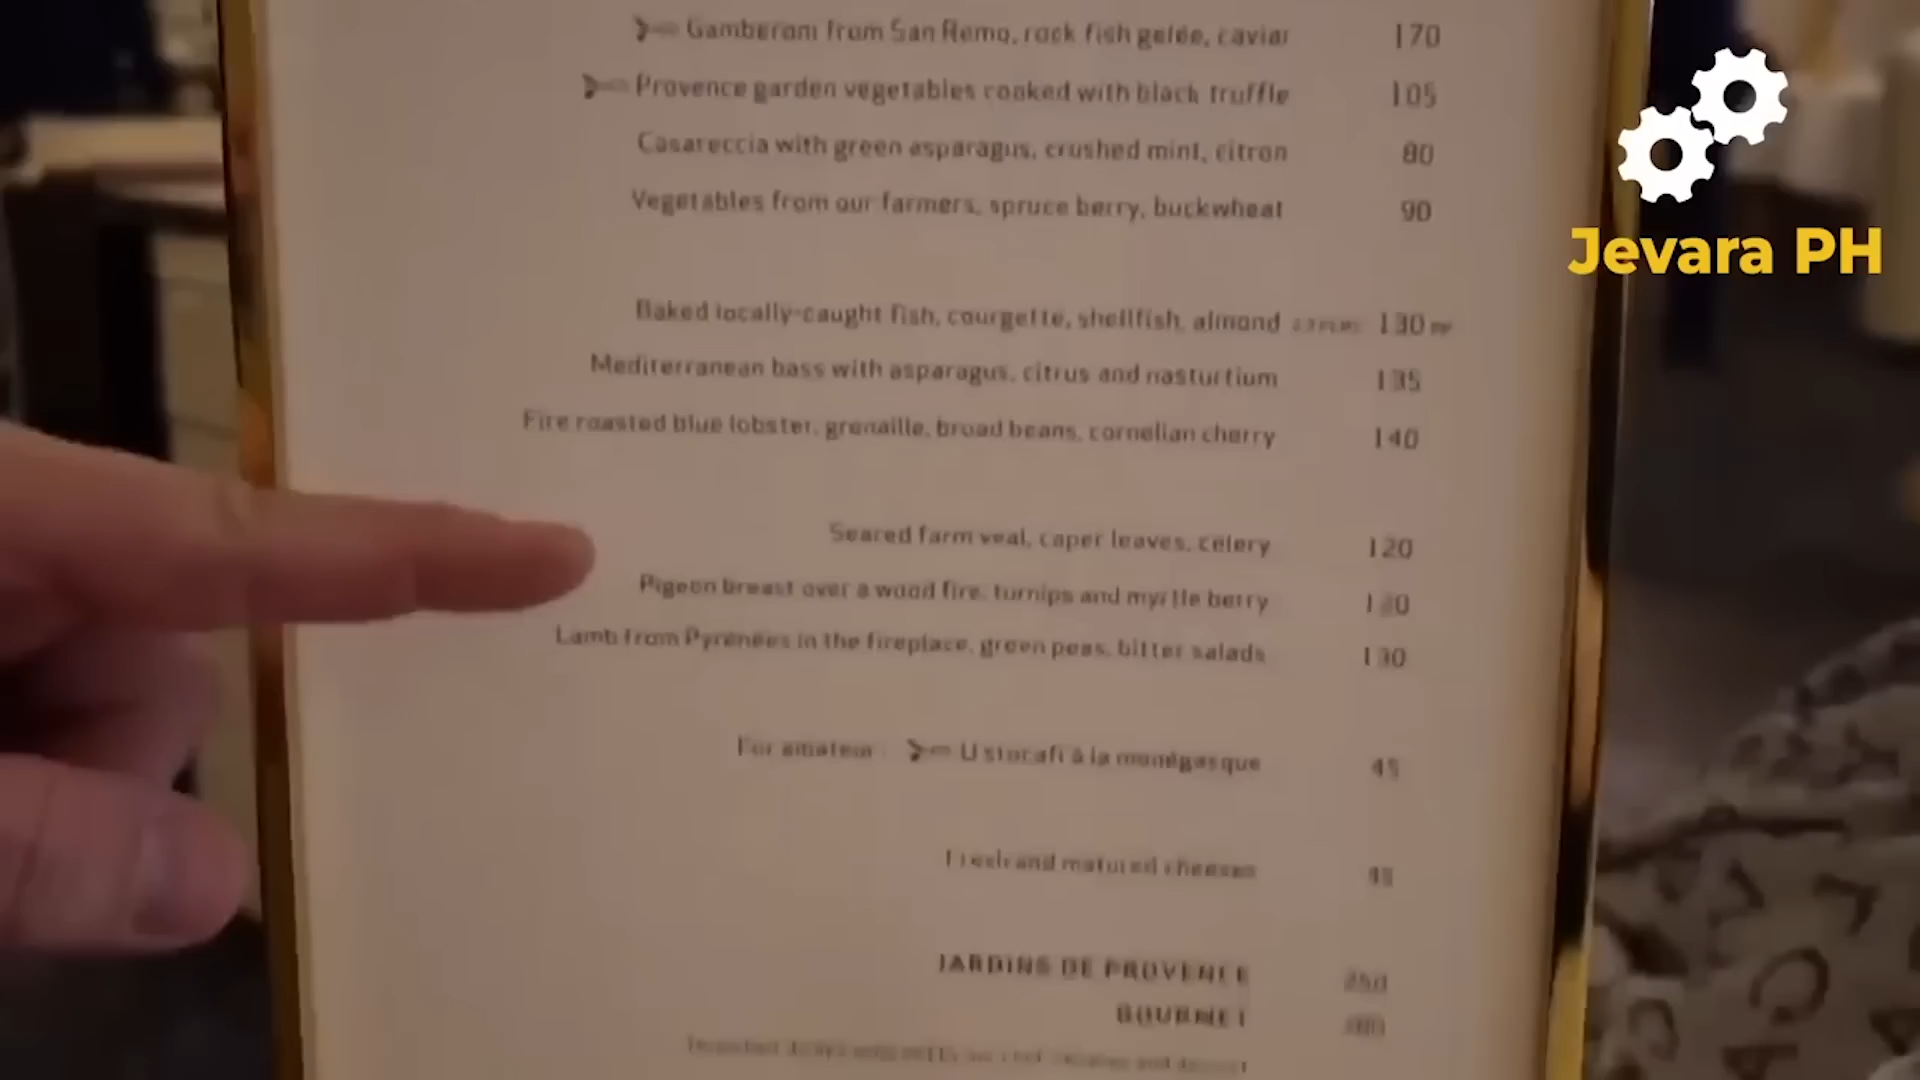 Gamberoni from San Remo, rock fish gelée, caviar 170
Provence garden vegetables cooked with black truffle 105
Casareccia with green asparagus, crushed mint, citron 80
Vegetables from our farmers, spruce berry, buckwheat 90
Baked locally-caught fish, courgette, shellfish, almond 130
Mediterranean bass with asparagus, citrus and nasturtium 135
Fire roasted blue lobster, grenaille, broad beans, cornelian cherry 140
Seared farm veal, caper leaves, celery 120
Pigeon breast over a wood fire, turnips and myrtle berry
Lamb from Pyrénées in the fireplace, green peas, bitter salads 130
For amateur : U stocafi à la monégasque 45
Fresh and matured cheeses
JARDINS DE PROVENCE
GOURMET
Jevara PH